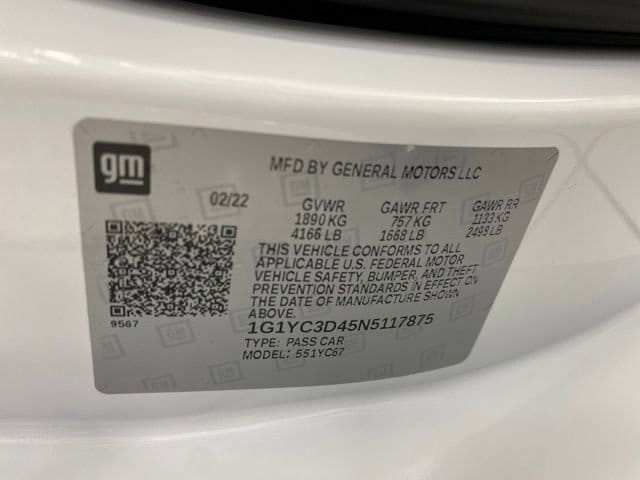 gm
MFD BY GENERAL MOTORS LLC
02/22 GVWR GAWR FRT GAWR RR
1890 KG 757 KG 1133 KG
4166 LB 1668 LB 2498 LB
THIS VEHICLE CONFORMS TO ALL
APPLICABLE U.S. FEDERAL MOTOR
VEHICLE SAFETY, BUMPER, AND THEFT
PREVENTION STANDARDS IN EFFECT ON
THE DATE OF MANUFACTURE SHOWN
ABOVE.
9567
1G1YC3D45N5117875
TYPE: PASS CAR
MODEL: 551YC67